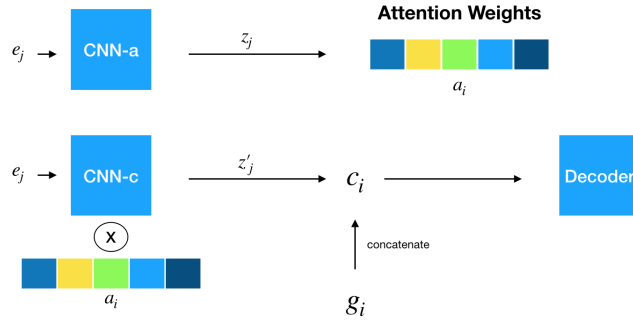 Attention Weights
e_j
CNN-a
z_j
a_i
e_j
CNN-c
z'_j
c_i
Decoder
X
concatenate
a_i
g_i